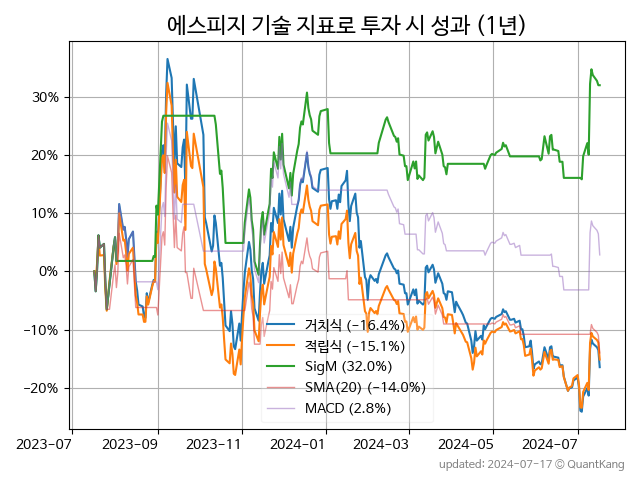 에스피지 기술 지표로 투자 시 성과 (1년)
30%
20%
10%
0%
−10%
−20%
거치식 (−16.4%)
적립식 (−15.1%)
SigM (32.0%)
SMA(20) (−14.0%)
MACD (2.8%)
2023-07
2023-09
2023-11
2024-01
2024-03
2024-05
2024-07
updated: 2024-07-17 © QuantKang